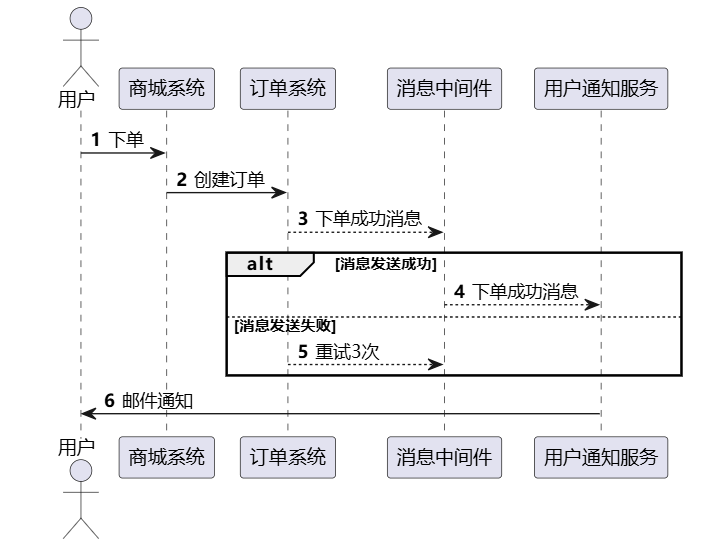 用户
商城系统
订单系统
消息中间件
用户通知服务
1 下单
2 创建订单
3 下单成功消息
alt [消息发送成功]
4 下单成功消息
[消息发送失败]
5 重试3次
6 邮件通知
用户
商城系统
订单系统
消息中间件
用户通知服务